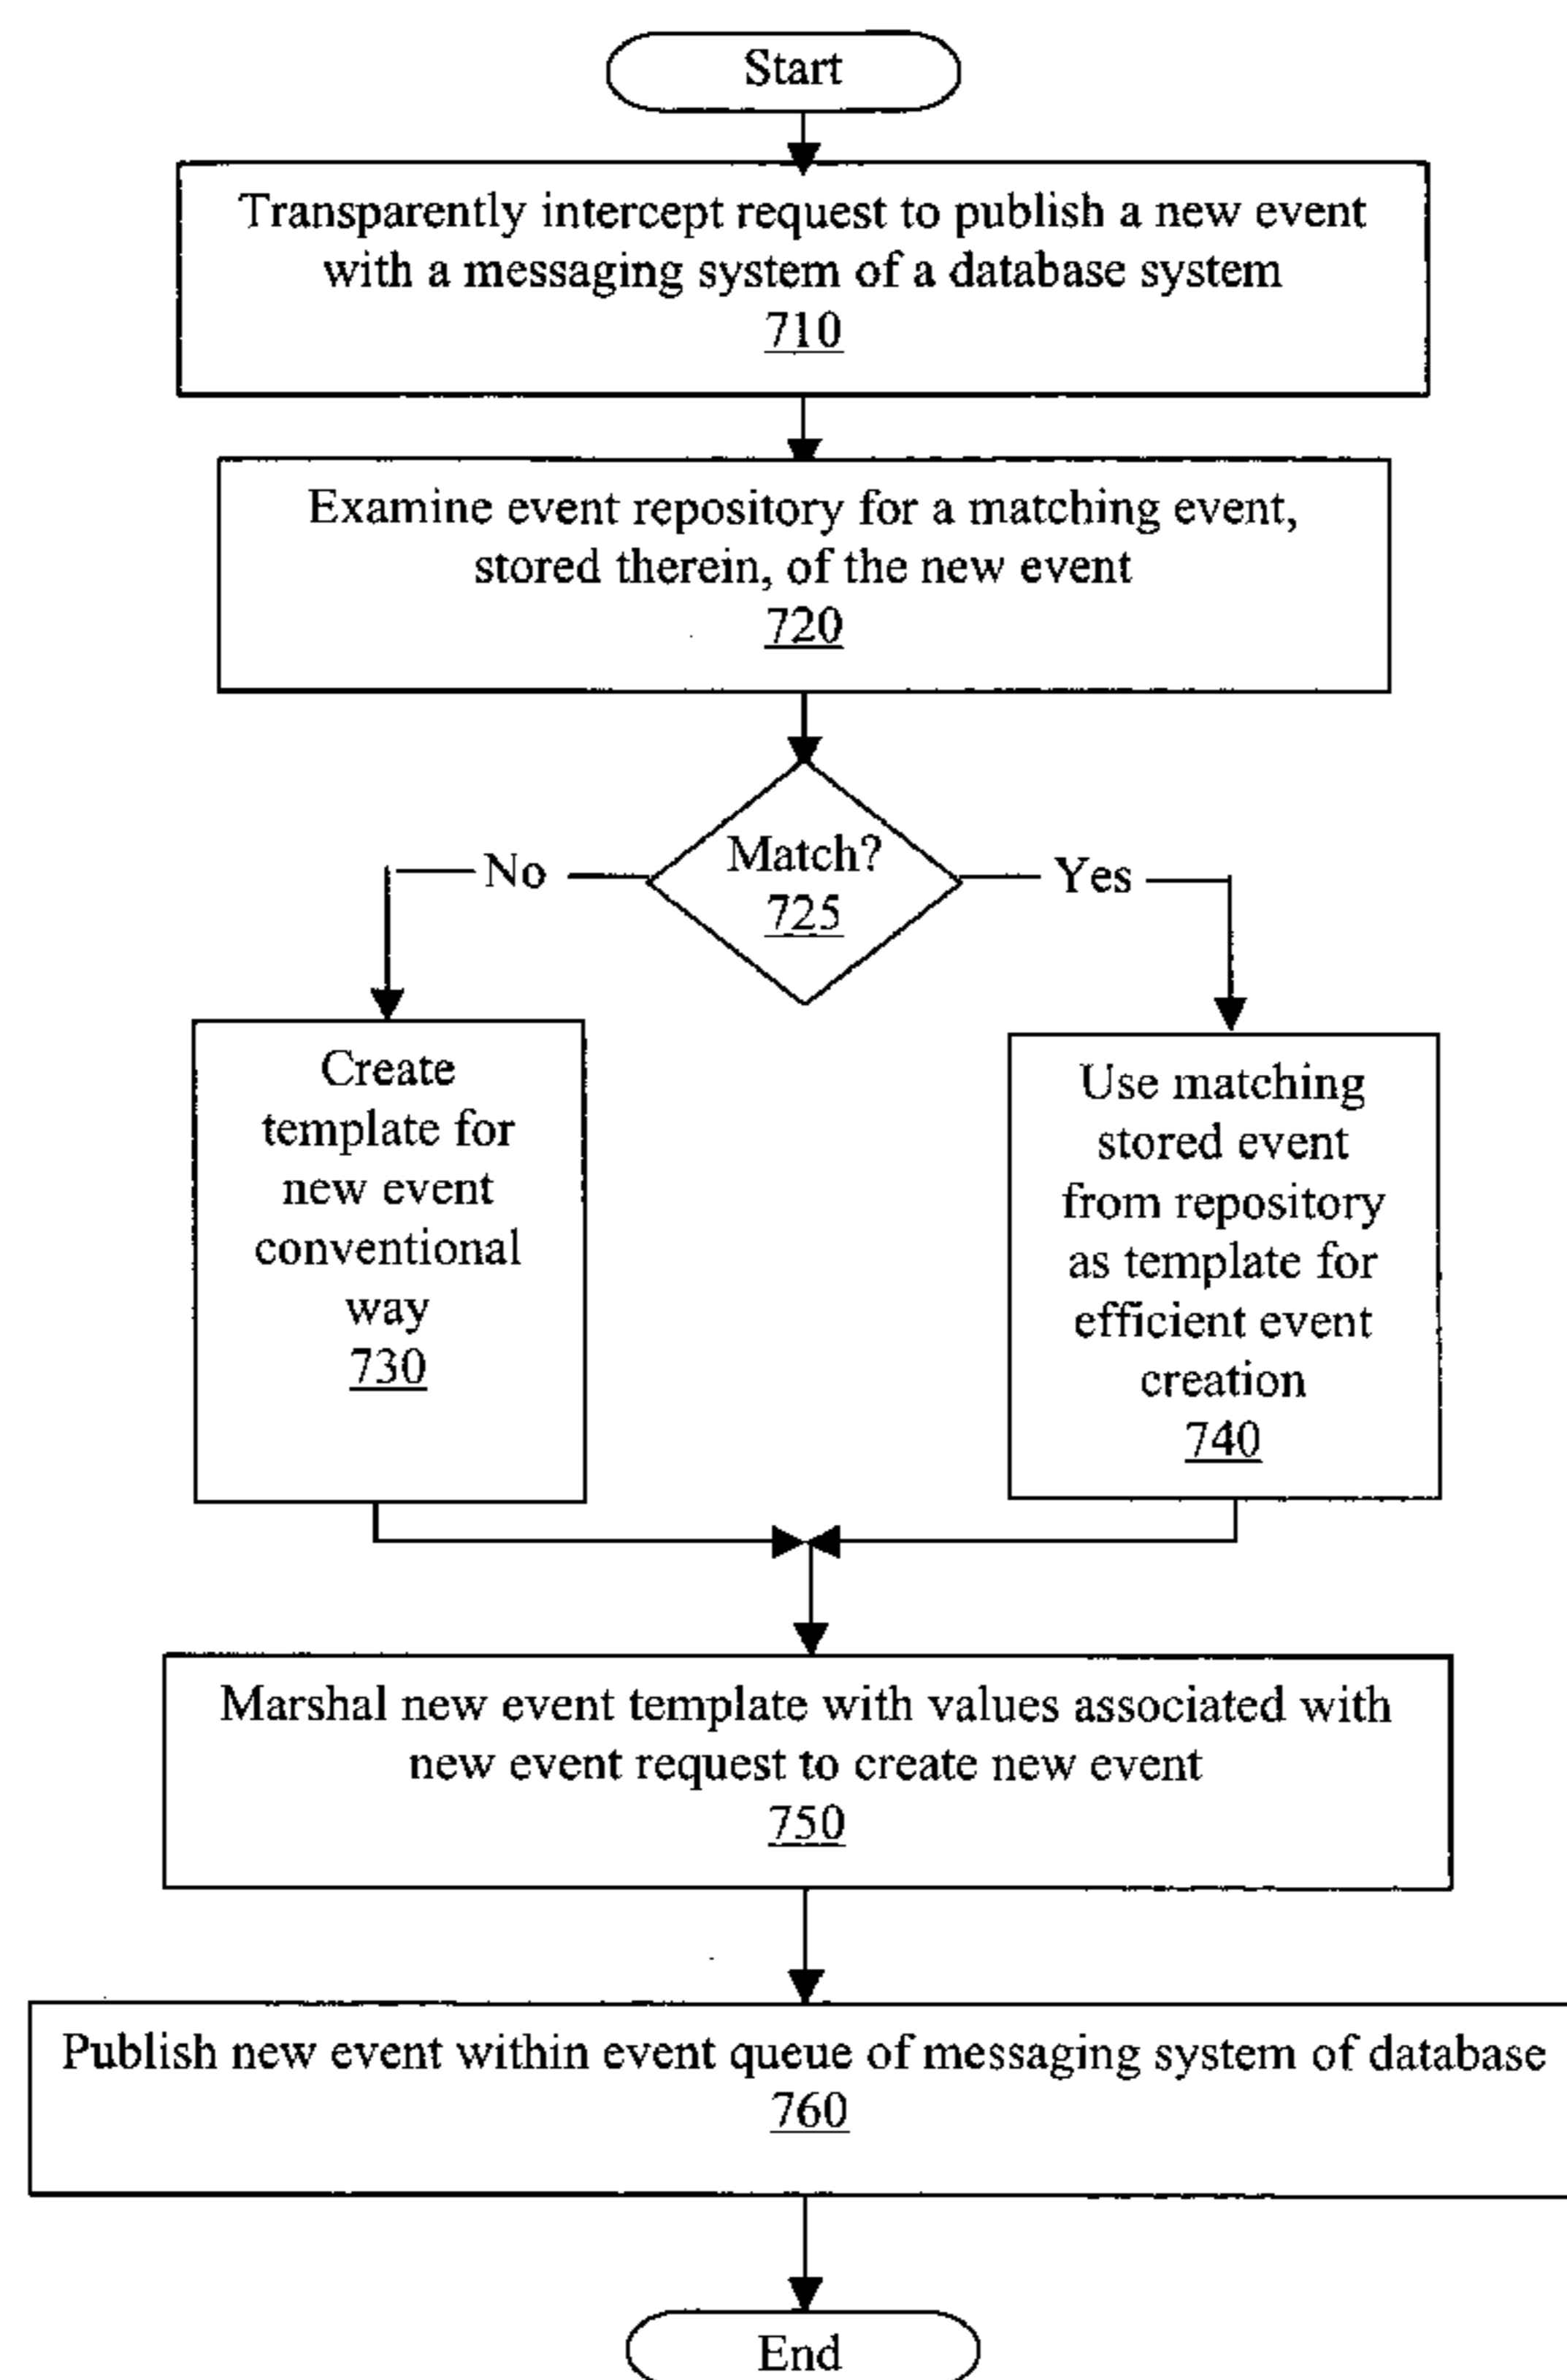 Start
Transparently intercept request to publish a new event
with a messaging system of a database system
710
Examine event repository for a matching event,
stored therein, of the new event
720
Match?
725
No
Yes
Create
template for
new event
conventional
way
730
Use matching
stored event
from repository
as template for
efficient event
creation
740
Marshal new event template with values associated with
new event request to create new event
750
Publish new event within event queue of messaging system of database
760
End